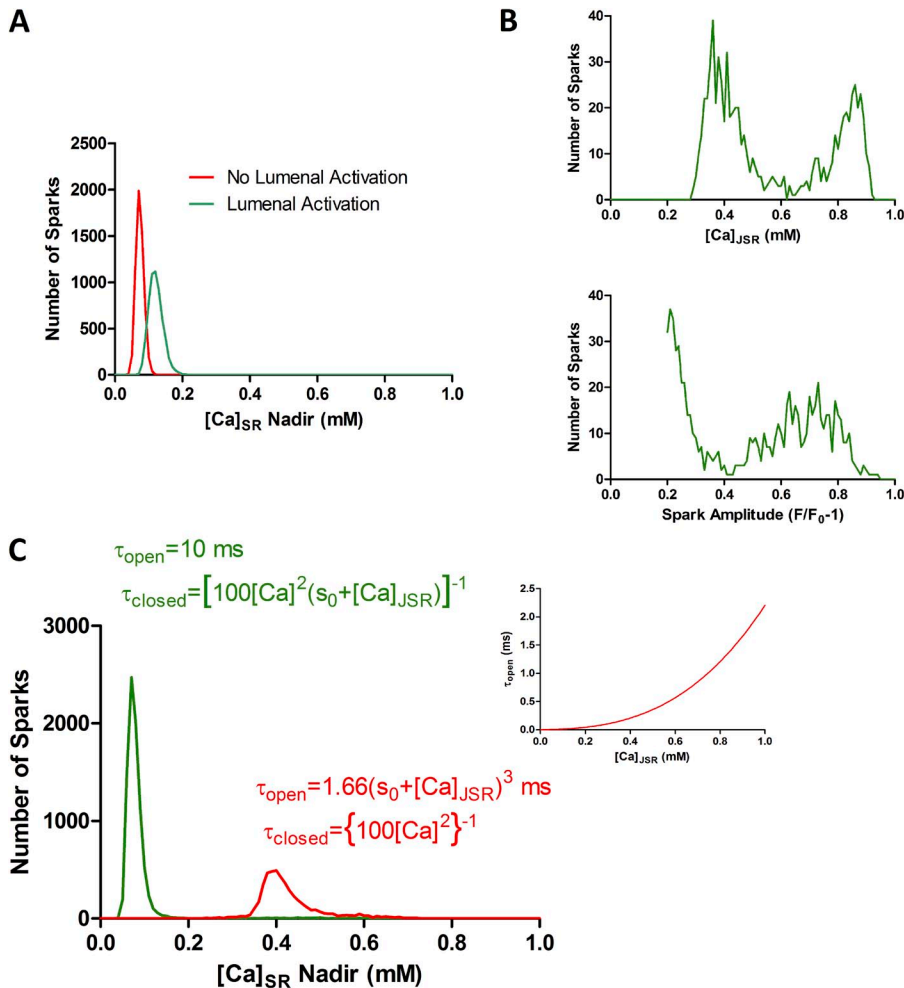 A
2500
2000
1500
1000
500
0
Number of Sparks
No Lumenal Activation
Lumenal Activation
0.0 0.2 0.4 0.6 0.8 1.0
[Ca]SR Nadir (mM)
B
40
30
20
10
0
Number of Sparks
0.0 0.2 0.4 0.6 0.8 1.0
[Ca]JSR (mM)
40
30
20
10
0
Number of Sparks
0.0 0.2 0.4 0.6 0.8 1.0
Spark Amplitude (F/F0-1)
C
τopen=10 ms
τclosed=[100[Ca]²(s0+[Ca]JSR)]⁻¹
3000
2000
1000
0
Number of Sparks
τopen=1.66(s0+[Ca]JSR)³ ms
τclosed={100[Ca]²}⁻¹
0.0 0.2 0.4 0.6 0.8 1.0
[Ca]SR Nadir (mM)
2.5
2.0
1.5
1.0
0.5
0.0
τopen (ms)
0.0 0.2 0.4 0.6 0.8 1.0
[Ca]JSR (mM)